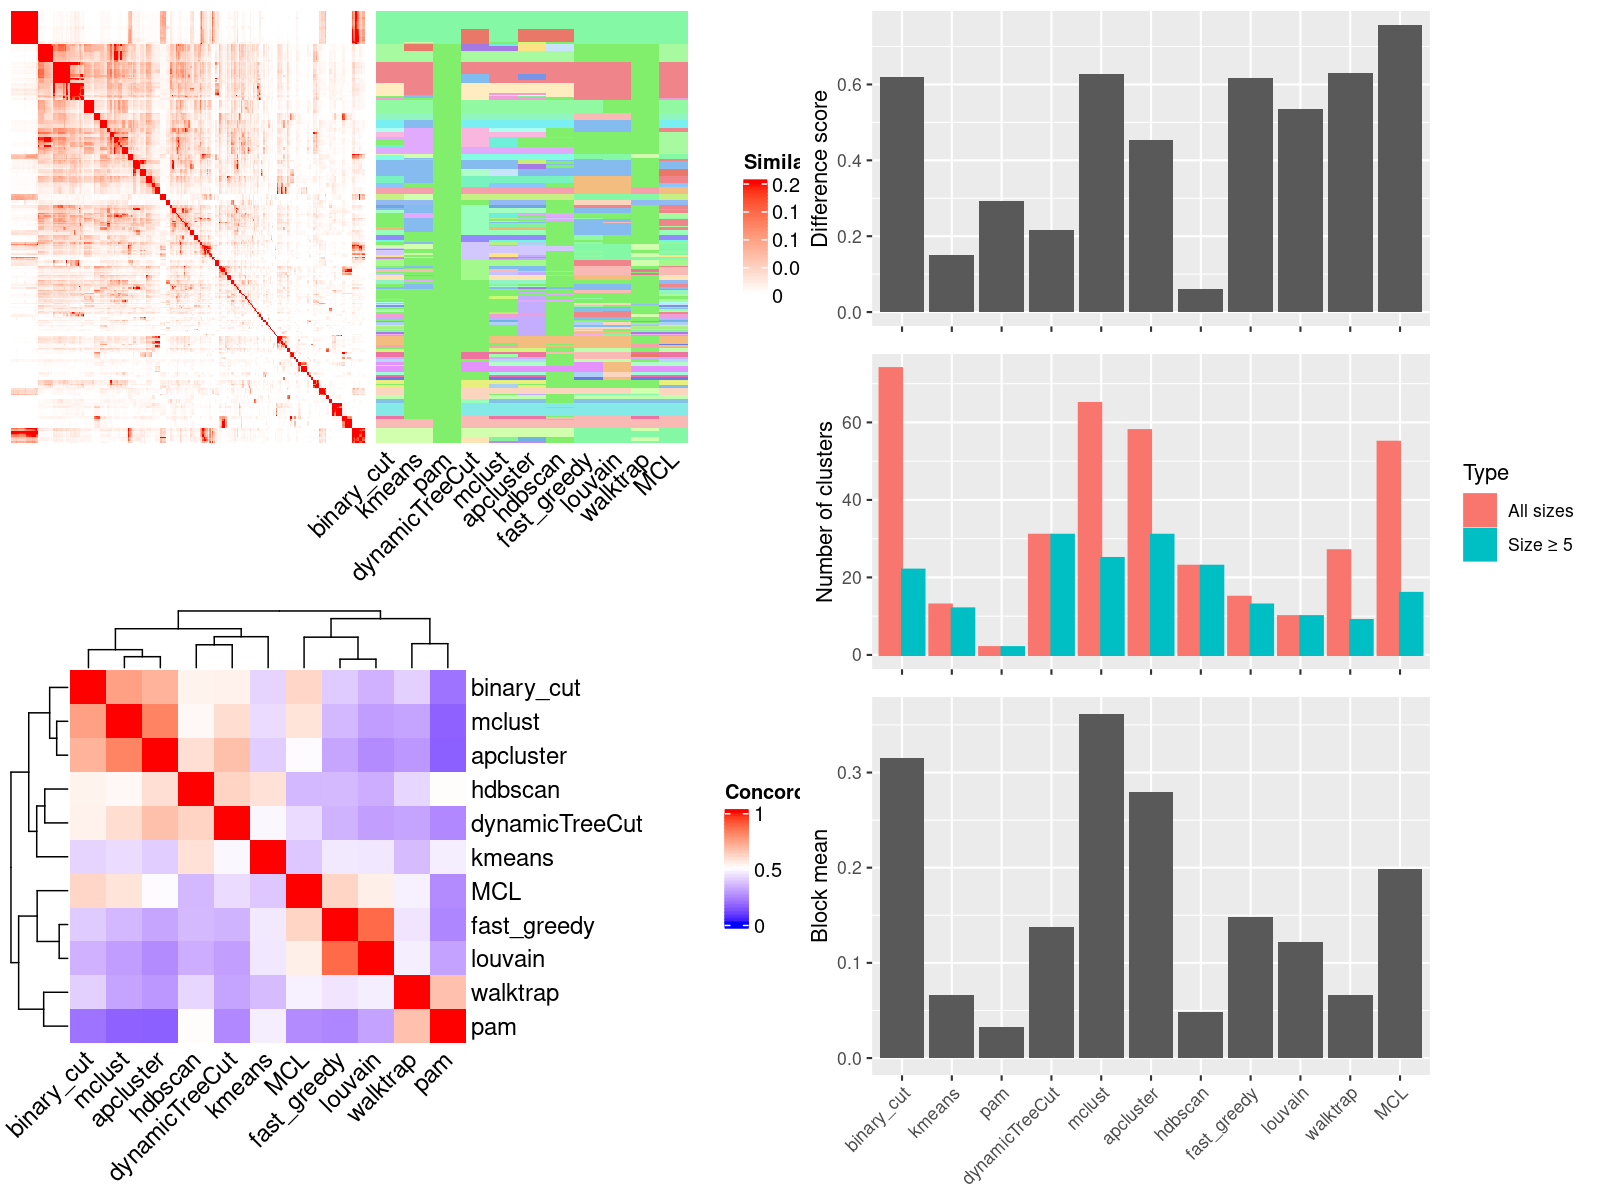 binary_cut
kmeans
pam
dynamicTreeCut
mclust
apcluster
hdbscan
fast_greedy
louvain
walktrap
MCL
Simila
0.2
0.1
0.1
0.0
0
binary_cut
mclust
apcluster
hdbscan
dynamicTreeCut
kmeans
MCL
fast_greedy
louvain
walktrap
pam
binary_cut
mclust
apcluster
hdbscan
dynamicTreeCut
kmeans
MCL
fast_greedy
louvain
walktrap
pam
Concord
1
0.5
0
Difference score
0.6
0.4
0.2
0.0
Number of clusters
60
40
20
0
Type
All sizes
Size ≥ 5
Block mean
0.3
0.2
0.1
0.0
binary_cut
kmeans
pam
dynamicTreeCut
mclust
apcluster
hdbscan
fast_greedy
louvain
walktrap
MCL